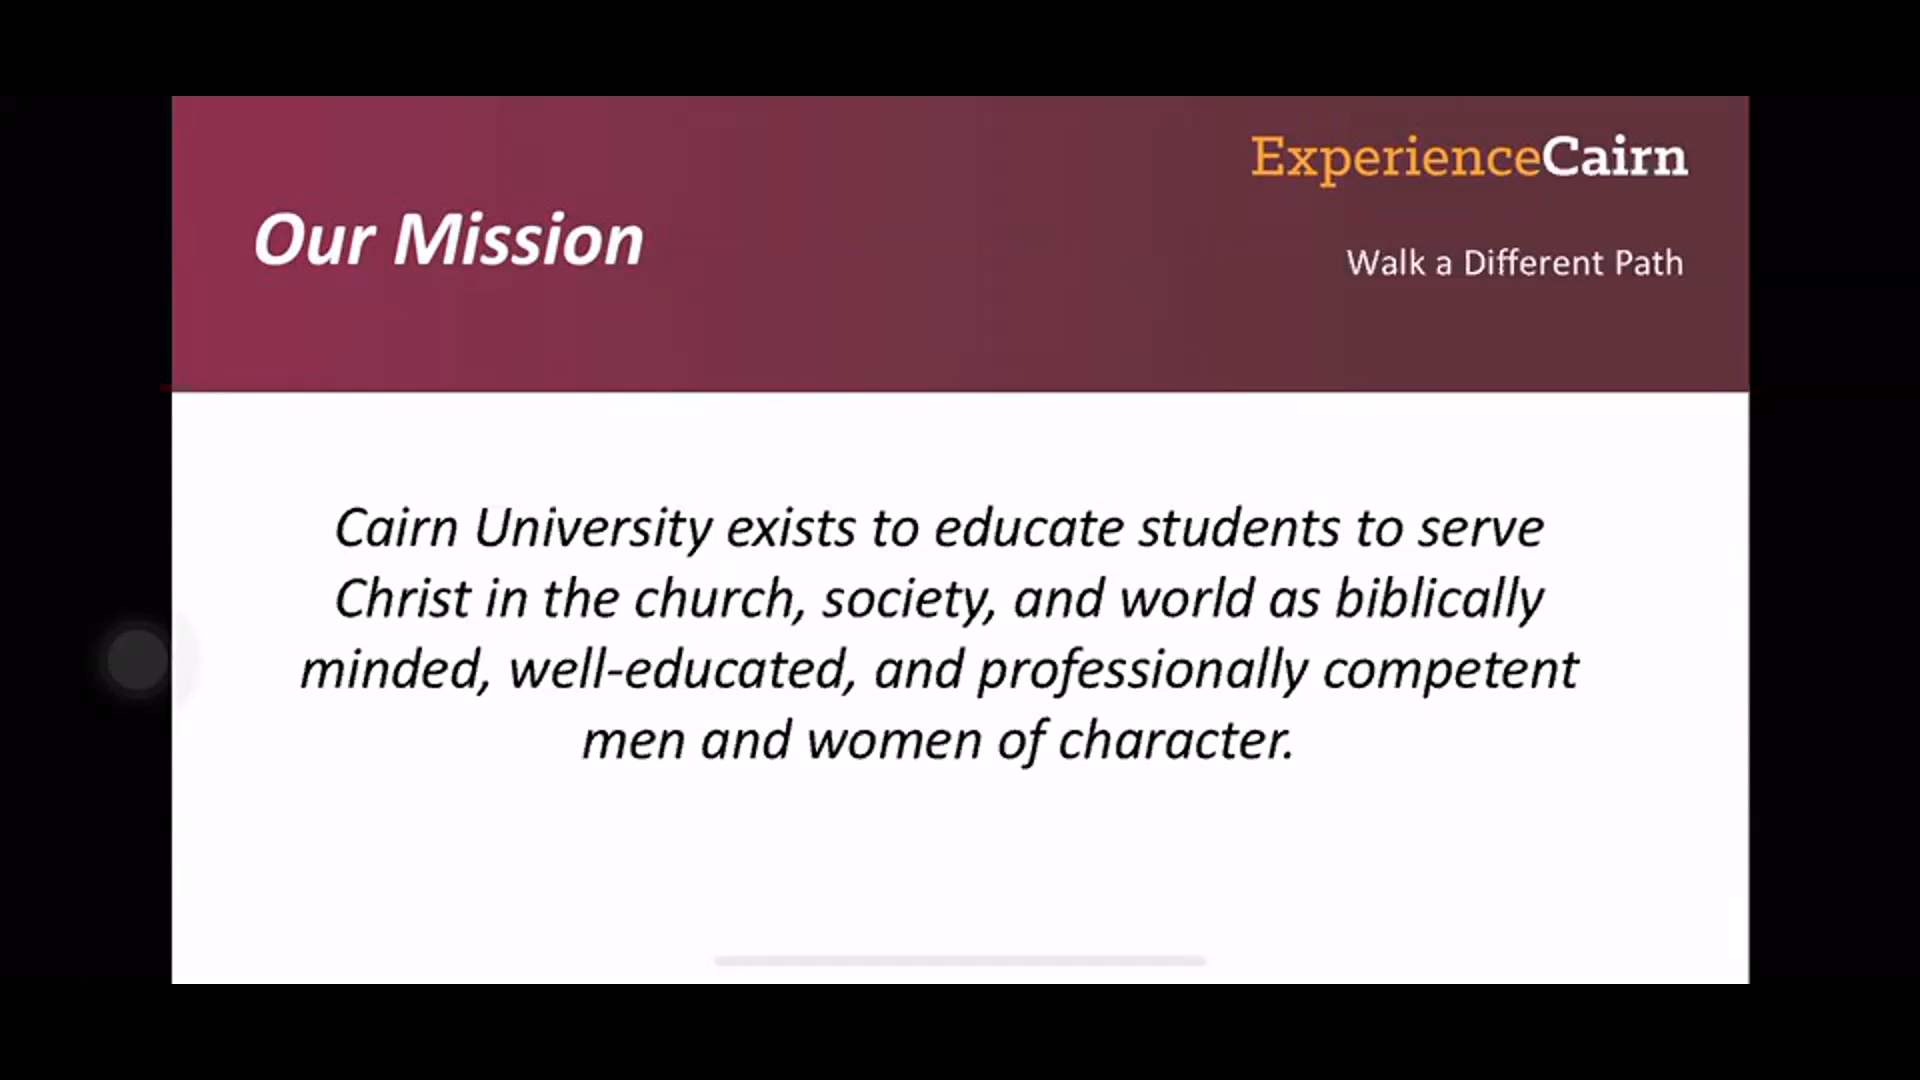 ExperienceCairn
Our Mission
Walk a Different Path
Cairn University exists to educate students to serve
Christ in the church, society, and world as biblically
minded, well-educated, and professionally competent
men and women of character.